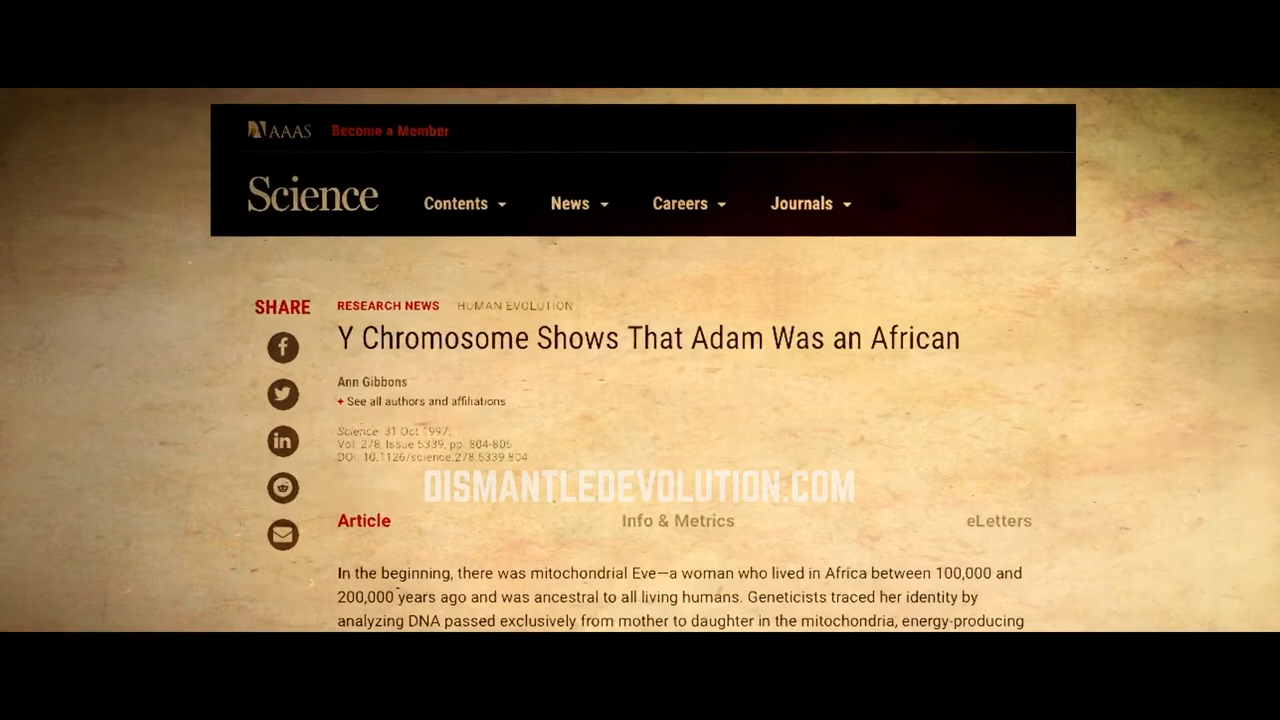 AAAS Become a Member
Science Contents News Careers Journals
SHARE RESEARCH NEWS HUMAN EVOLUTION
Y Chromosome Shows That Adam Was an African
Ann Gibbons
+ See all authors and affiliations
Science 31 Oct 1997:
Vol. 278, Issue 5339, pp. 804-805
DOI: 10.1126/science.278.5339.804
DISMANTLEDEVOLUTION.COM
Article Info & Metrics eLetters
In the beginning, there was mitochondrial Eve—a woman who lived in Africa between 100,000 and
200,000 years ago and was ancestral to all living humans. Geneticists traced her identity by
analyzing DNA passed exclusively from mother to daughter in the mitochondria, energy-producing